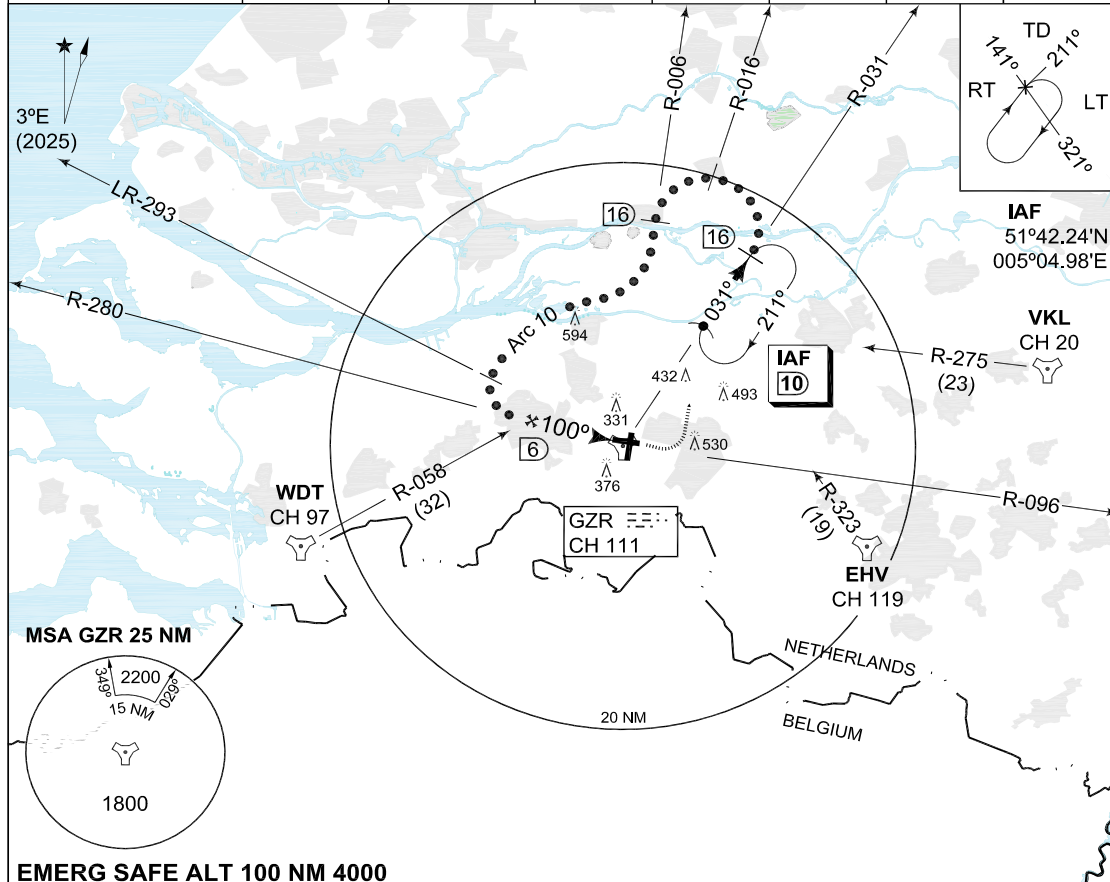 R-006
R-016
R-031
TD
141º
211º
RT
LT
321º
3ºE
(2025)
LR-293
16
16
IAF
51º42.24'N
005º04.98'E
R-280
031º
211º
Arc 10
594
VKL
CH 20
R-275
(23)
IAF
10
432
493
331
100º
6
530
376
R-058
(32)
WDT
CH 97
R-096
R-323
(19)
GZR
CH 111
EHV
CH 119
MSA GZR 25 NM
349º
2200
029º
15 NM
1800
NETHERLANDS
20 NM
BELGIUM
EMERG SAFE ALT 100 NM 4000